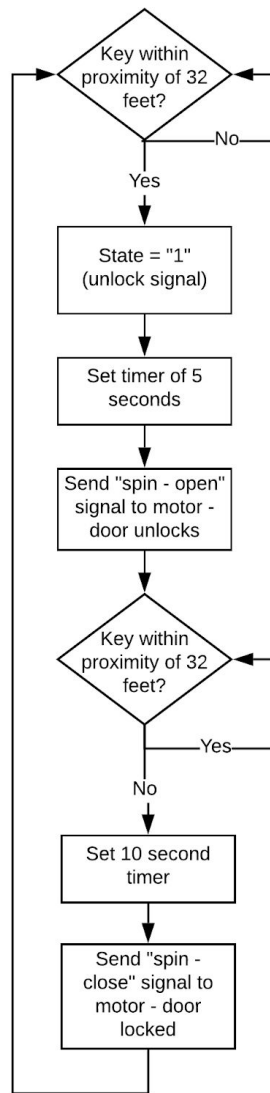 Key within
proximity of 32
feet?
No
Yes
State = "1"
(unlock signal)
Set timer of 5
seconds
Send "spin - open"
signal to motor -
door unlocks
Key within
proximity of 32
feet?
Yes
No
Set 10 second
timer
Send "spin -
close" signal to
motor - door
locked